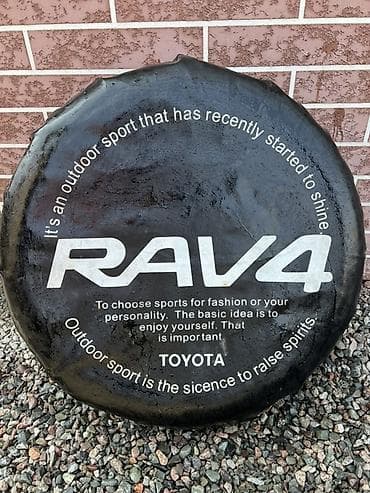 It's an outdoor sport that has recently started to shine.
RAV4
To choose sports for fashion or your
personality. The basic idea is to
enjoy yourself. That
is important
TOYOTA
Outdoor sport is the sicence to raise spirits.